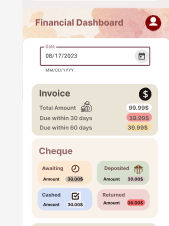 Financial Dashboard
Date
08/17/2023
MM/DD/YYYY
Invoice $
Total Amount 99.99$
Due within 30 days 39.99$
Due within 60 days 39.99$
Cheque
Awaiting Deposited
Amount 30.00$ Amount 30.00$
Cashed Returned
Amount 30.00$ Amount 30.00$